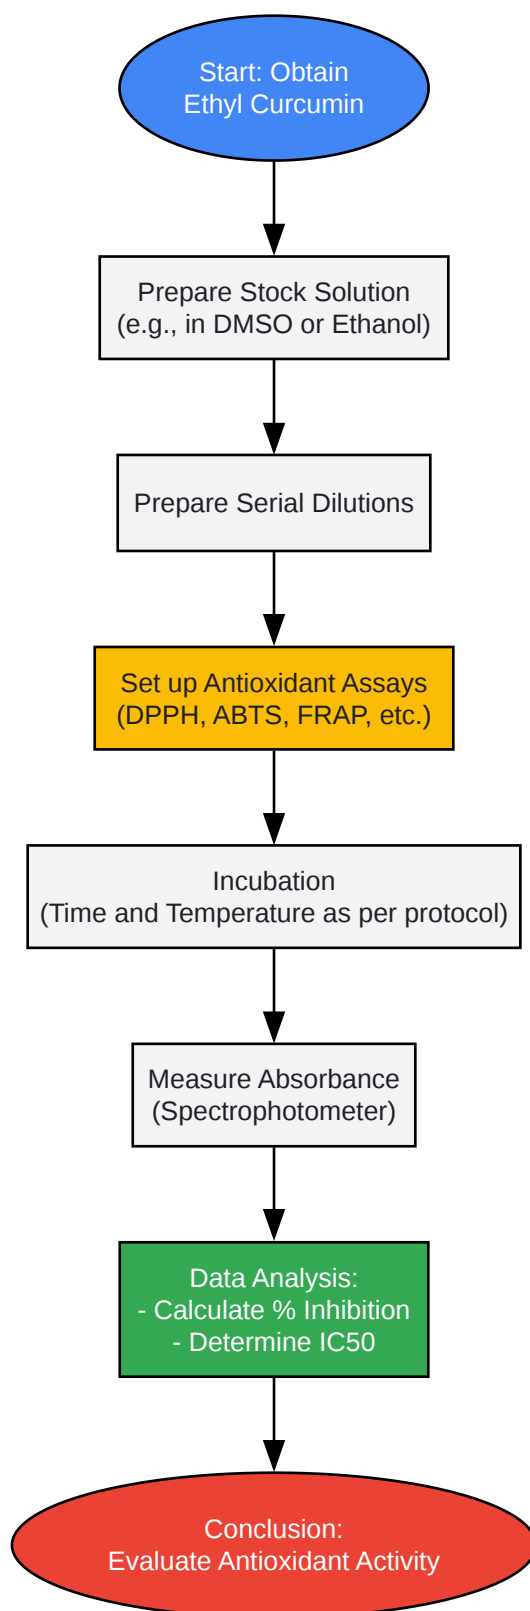 Start: Obtain
Ethyl Curcumin
Prepare Stock Solution
(e.g., in DMSO or Ethanol)
Prepare Serial Dilutions
Set up Antioxidant Assays
(DPPH, ABTS, FRAP, etc.)
Incubation
(Time and Temperature as per protocol)
Measure Absorbance
(Spectrophotometer)
Data Analysis:
- Calculate % Inhibition
- Determine IC50
Conclusion:
Evaluate Antioxidant Activity